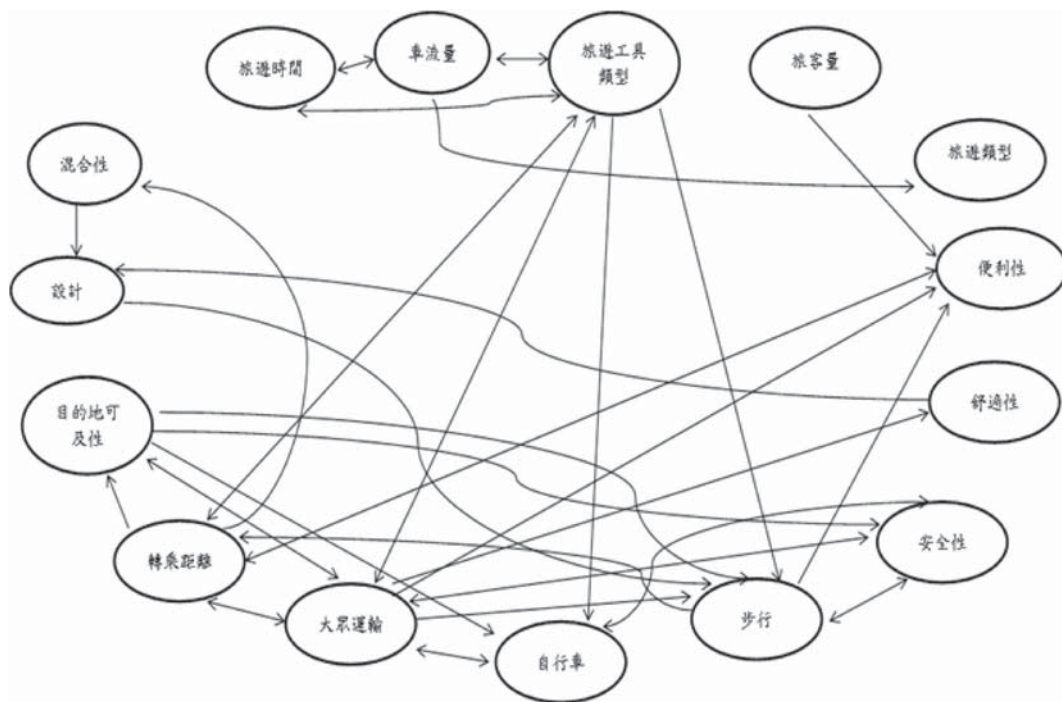 旅遊時間
車流量
旅遊工具
類型
旅客量
混合性
旅遊類型
設計
便利性
目的地可
及性
舒適性
轉乘距離
安全性
大眾運輸
步行
自行車